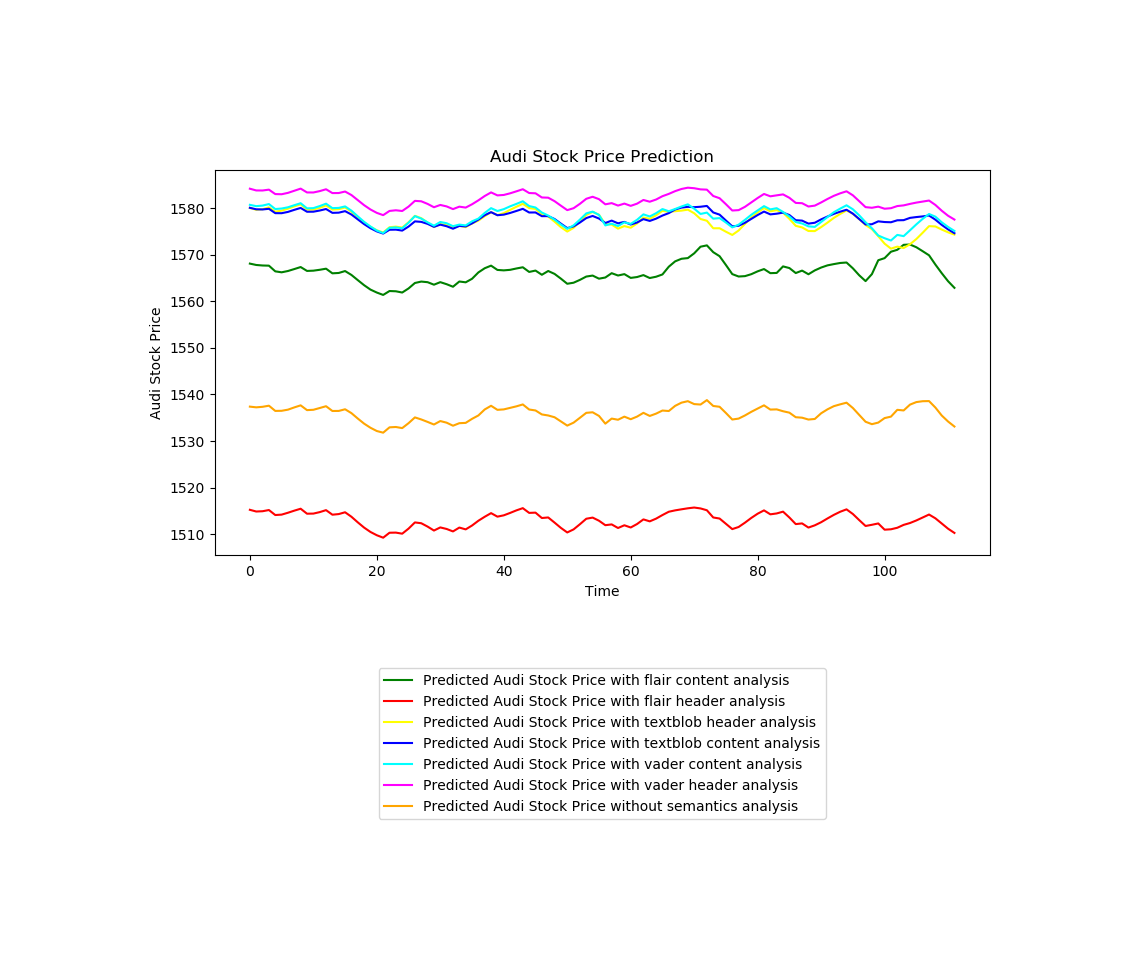 Audi Stock Price Prediction
Audi Stock Price
1580
1570
1560
1550
1540
1530
1520
1510
0 20 40 60 80 100
Time
Predicted Audi Stock Price with flair content analysis
Predicted Audi Stock Price with flair header analysis
Predicted Audi Stock Price with textblob header analysis
Predicted Audi Stock Price with textblob content analysis
Predicted Audi Stock Price with vader content analysis
Predicted Audi Stock Price with vader header analysis
Predicted Audi Stock Price without semantics analysis